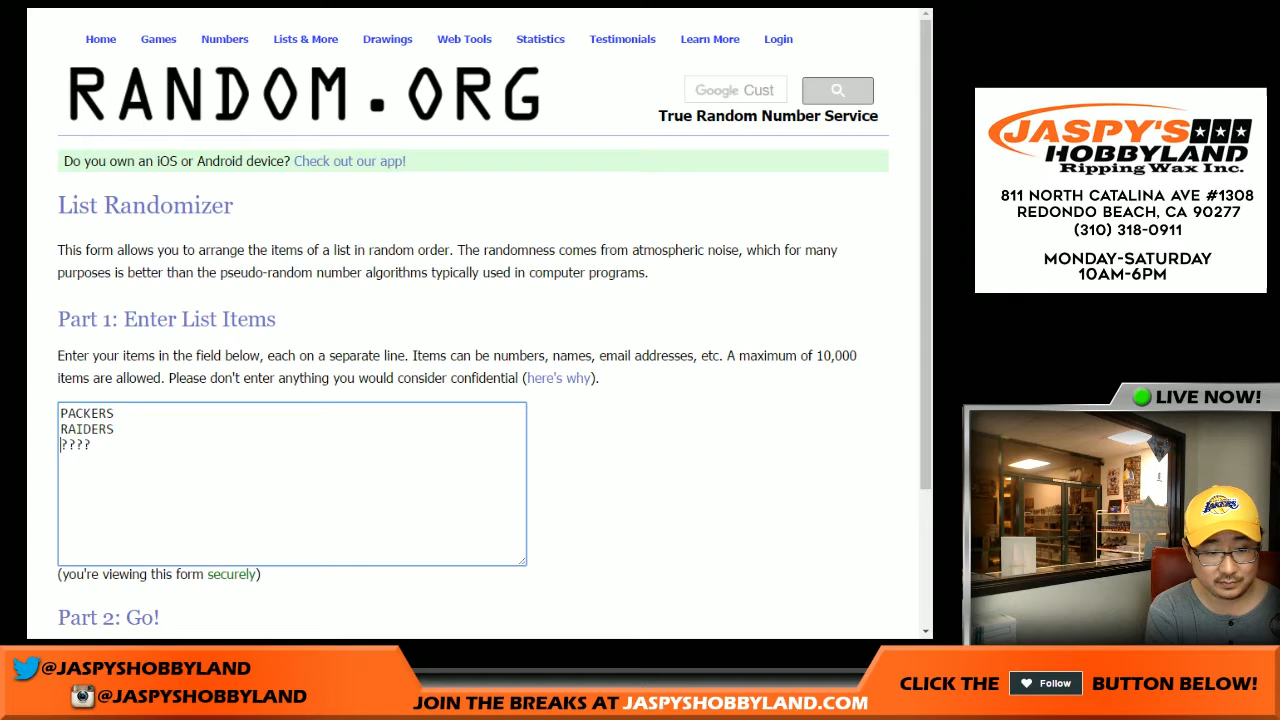 Home Games Numbers Lists & More Drawings Web Tools Statistics Testimonials Learn More Login
RANDOM.ORG
Google Cust
True Random Number Service
Do you own an iOS or Android device? Check out our app!
List Randomizer
This form allows you to arrange the items of a list in random order. The randomness comes from atmospheric noise, which for many
purposes is better than the pseudo-random number algorithms typically used in computer programs.
Part 1: Enter List Items
Enter your items in the field below, each on a separate line. Items can be numbers, names, email addresses, etc. A maximum of 10,000
items are allowed. Please don't enter anything you would consider confidential (here's why).
PACKERS
RAIDERS
????
(you're viewing this form securely)
Part 2: Go!
JASPY'S
HOBBYLAND
Ripping Wax Inc.
811 NORTH CATALINA AVE #1308
REDONDO BEACH, CA 90277
(310) 318-0911
MONDAY-SATURDAY
10AM-6PM
LIVE NOW!
LAKERS
@JASPYSHOBBYLAND
@JASPYSHOBBYLAND
JOIN THE BREAKS AT JASPYSHOBBYLAND.COM
CLICK THE Follow BUTTON BELOW!